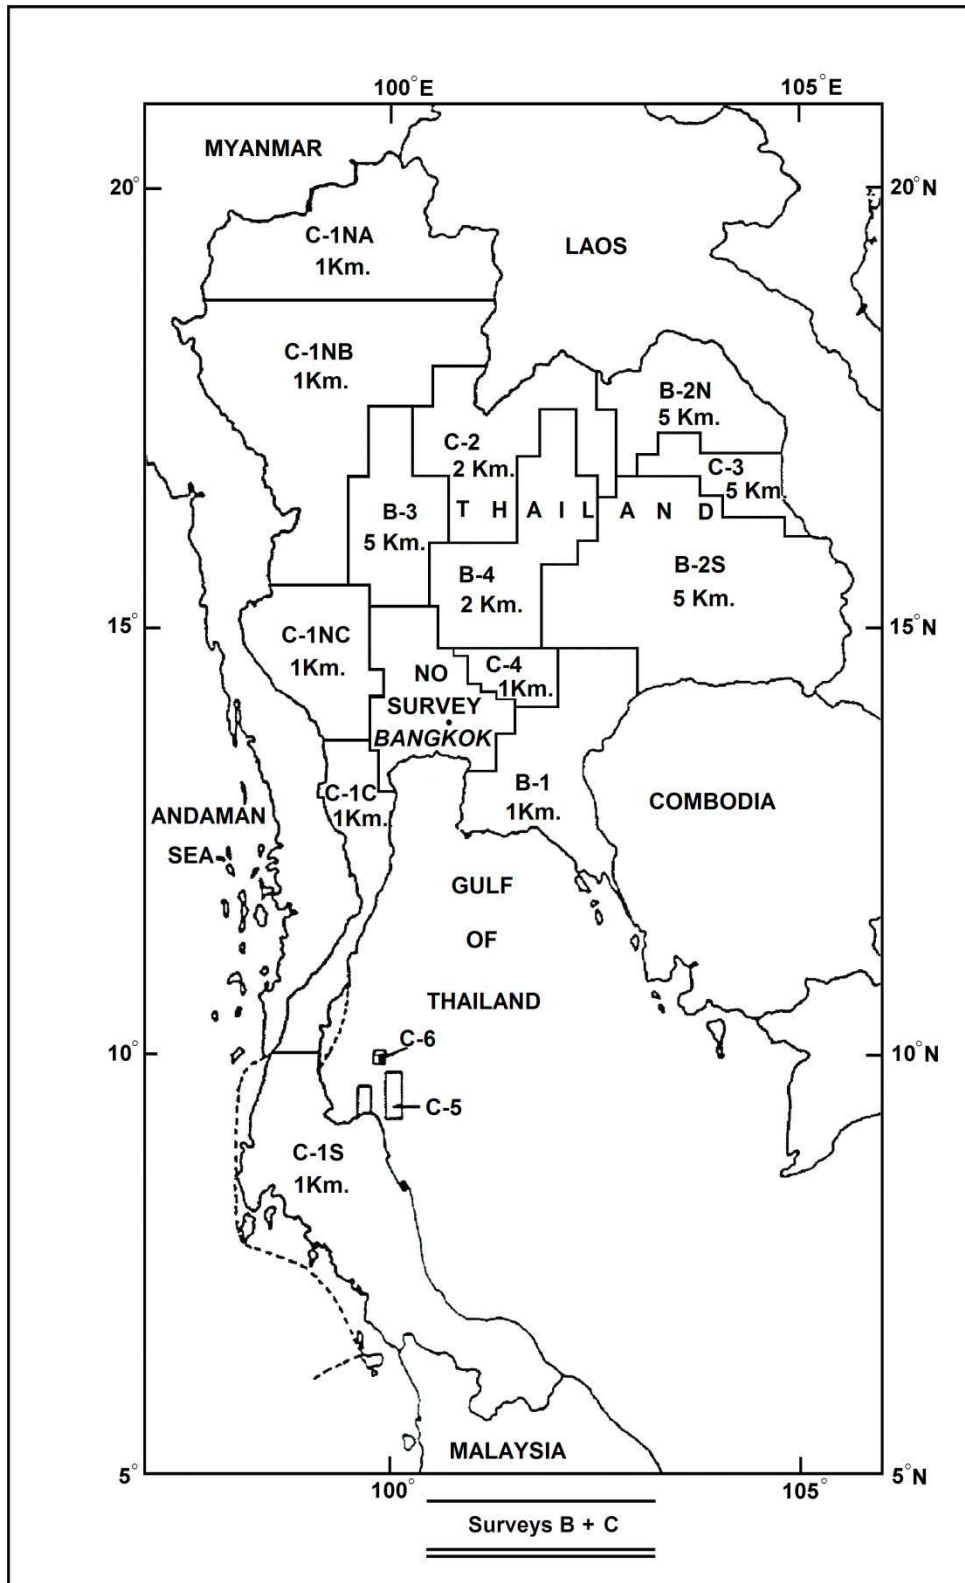 100°E 105°E
MYANMAR
20° 20°N
C-1NA
1Km.
LAOS
C-1NB
1Km.
B-2N
5 Km.
C-2
2 Km.
C-3
5 Km.
B-3
5 Km.
T H A I L A N D
B-4
2 Km.
B-2S
5 Km.
15° 15°N
C-1NC
1Km.
NO
SURVEY
BANGKOK
C-4
1Km.
C-1C
1Km.
B-1
1Km.
COMBODIA
ANDAMAN
SEA
GULF
OF
THAILAND
C-6
10° 10°N
C-5
C-1S
1Km.
MALAYSIA
5° 5°N
100° 105°
Surveys B + C